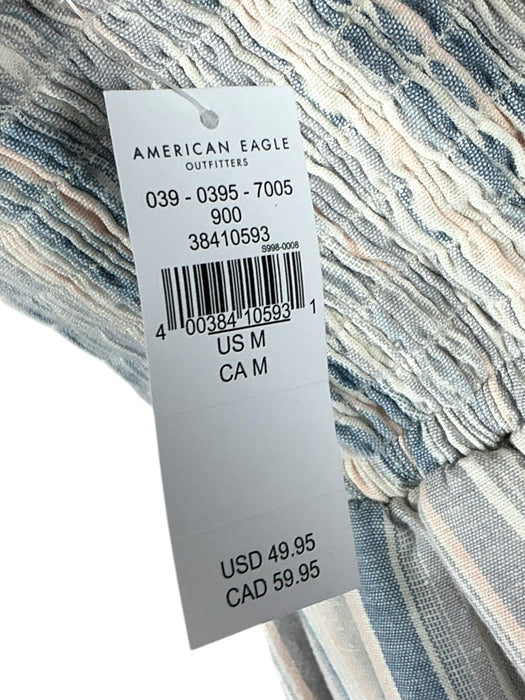 AMERICAN EAGLE
OUTFITTERS
039 - 0395 - 7005
900
38410593
S998-0008
4 00384 10593 1
US M
CA M
USD 49.95
CAD 59.95